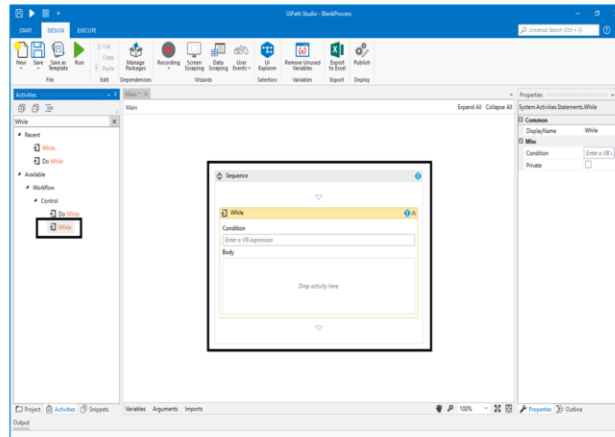 UiPath Studio - BlankProcess
START DESIGN EXECUTE
Universal Search (Ctrl + F)
New Save Save as Template Run
Cut
Copy
Paste
Manage Packages Recording Screen Scraping Data Scraping User Events UI Explorer Remove Unused Variables Export to Excel Publish
File Edit Dependencies Wizards Selectors Variables Export Deploy
Activities
While
Recent
While
Do While
Available
Workflow
Control
Do While
While
Main* X
Main Expand All Collapse All
Sequence
While
Condition
Enter a VB expression
Body
Drop activity here
Properties
System.Activities.Statements.While
Common
DisplayName While
Misc
Condition Enter a VB
Private
Project Activities Snippets
Variables Arguments Imports
100%
Properties Outline
Output